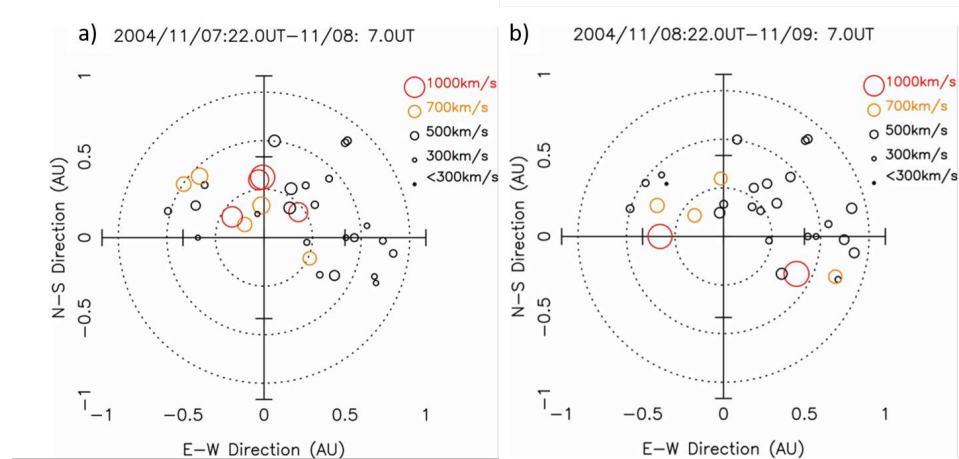 a)
2004/11/07:22.0UT−11/08: 7.0UT
1000km/s
700km/s
500km/s
300km/s
<300km/s
N−S Direction (AU)
1
0.5
0
−0.5
−1
−1 −0.5 0 0.5 1
E−W Direction (AU)
b)
2004/11/08:22.0UT−11/09: 7.0UT
1000km/s
700km/s
500km/s
300km/s
<300km/s
N−S Direction (AU)
1
0.5
0
−0.5
−1
−1 −0.5 0 0.5 1
E−W Direction (AU)